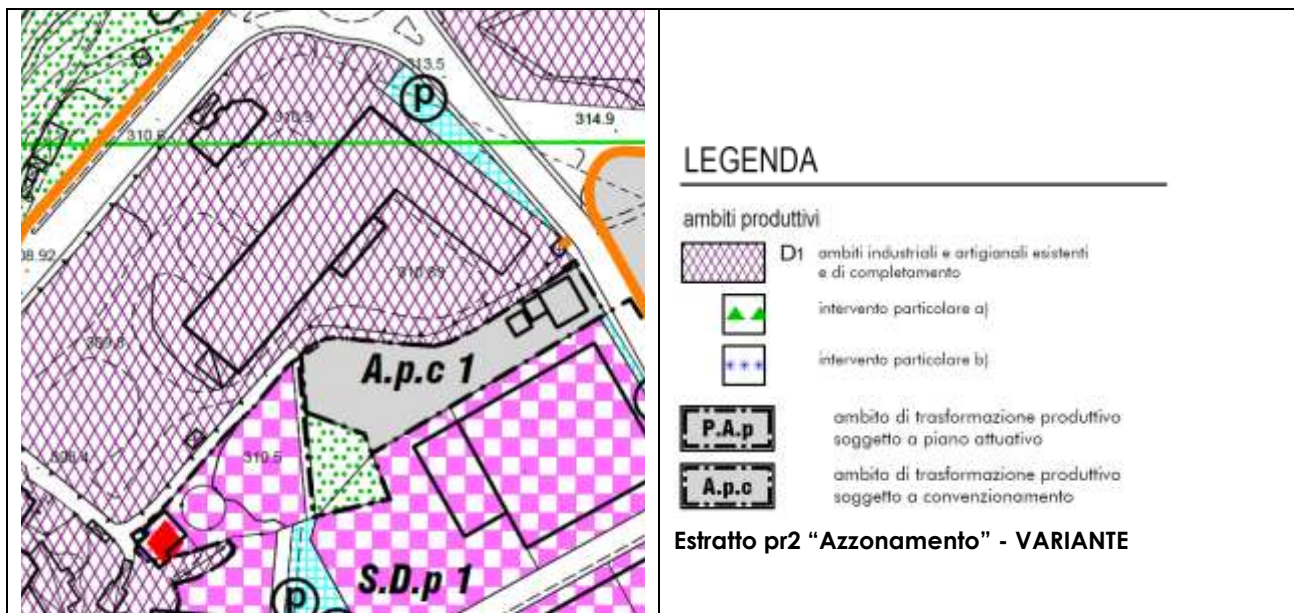 p
313.5
314.9
310.3
310.6
08.92
310.89
309.8
A.p.c 1
310.5
S.D.p 1
p
LEGENDA
ambiti produttivi
D1 ambiti industriali e artigianali esistenti
e di completamento
intervento particolare a)
intervento particolare b)
P.A.p
ambito di trasformazione produttivo
soggetto a piano attuativo
A.p.c
ambito di trasformazione produttivo
soggetto a convenzionamento
Estratto pr2 “Azzonamento” - VARIANTE